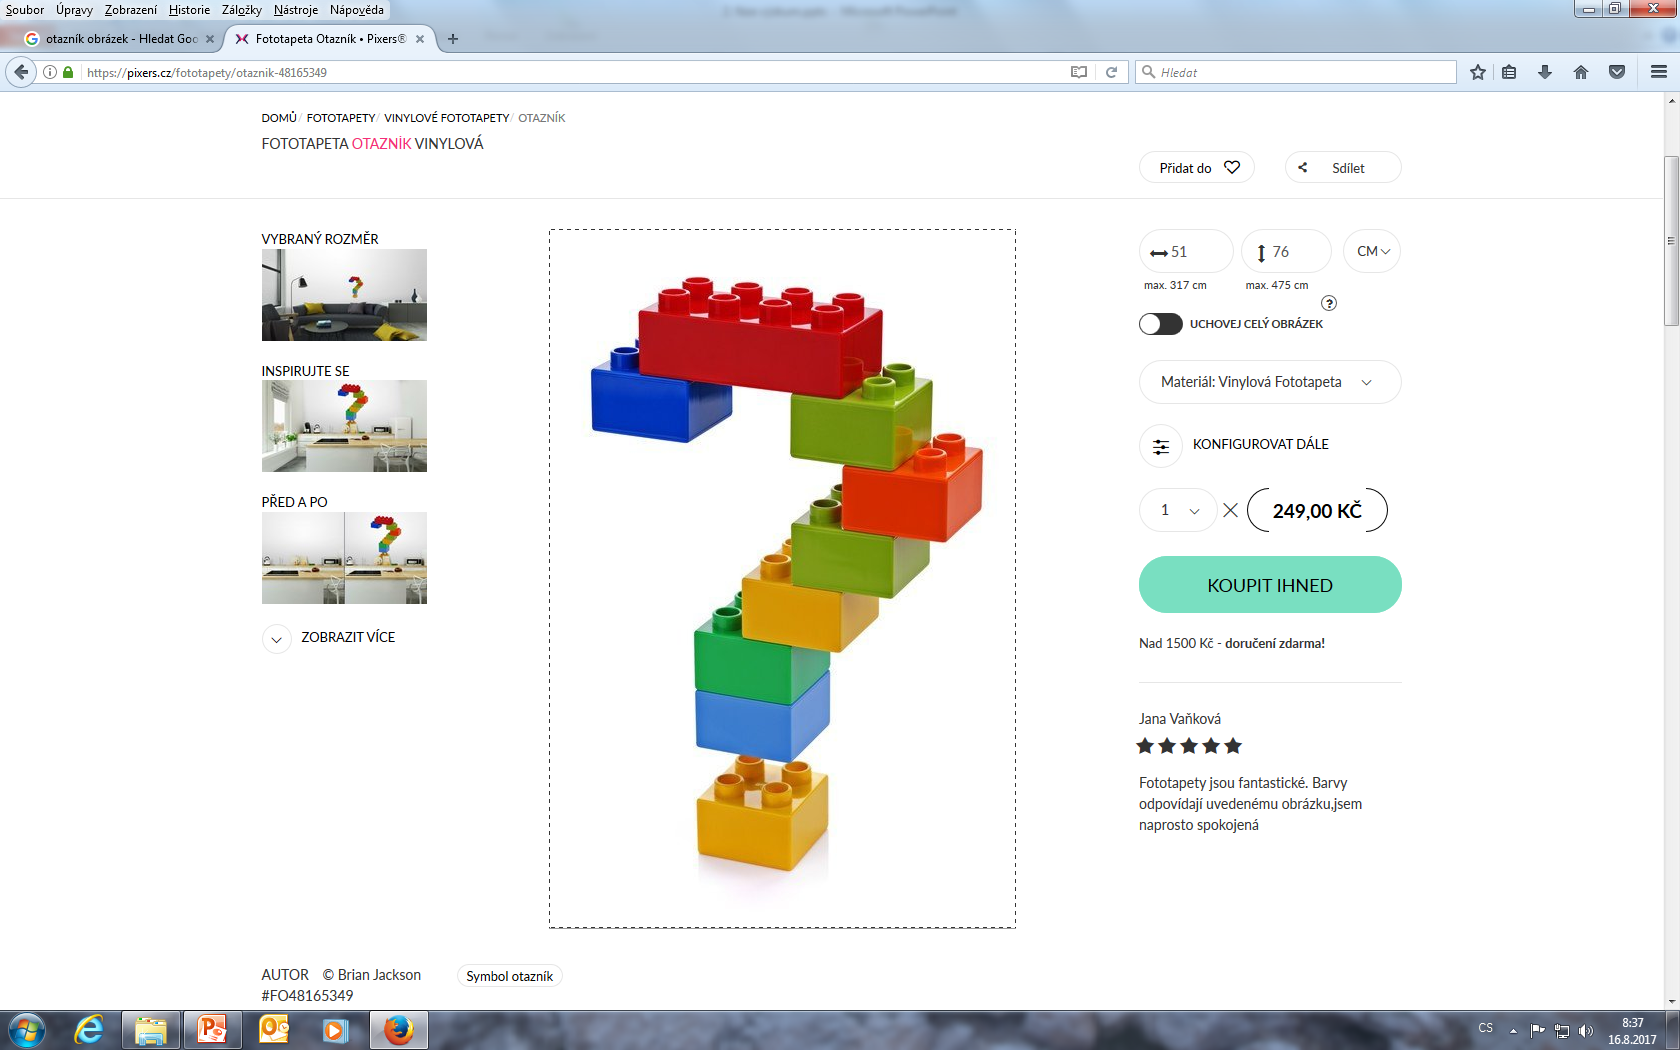 Soubor Úpravy Zobrazení Historie Záložky Nástroje Nápověda
otazník obrázek - Hledat Goo
Fototapeta Otazník • Pixers®
https://pixers.cz/fototapety/otaznik-48165349
Hledat
DOMŮ/ FOTOTAPETY/ VINYLOVÉ FOTOTAPETY/ OTAZNÍK
FOTOTAPETA OTAZNÍK VINYLOVÁ
Přidat do
Sdílet
VYBRANÝ ROZMĚR
INSPIRUJTE SE
PŘED A PO
ZOBRAZIT VÍCE
51 76 CM
max. 317 cm max. 475 cm
?
UCHOVEJ CELÝ OBRÁZEK
Materiál: Vinylová Fototapeta
KONFIGUROVAT DÁLE
1 249,00 KČ
KOUPIT IHNED
Nad 1500 Kč - doručení zdarma!
Jana Vaňková
Fototapety jsou fantastické. Barvy
odpovídají uvedenému obrázku,jsem
naprosto spokojená
AUTOR © Brian Jackson
Symbol otazník
#FO48165349
CS
8:37
16.8.2017